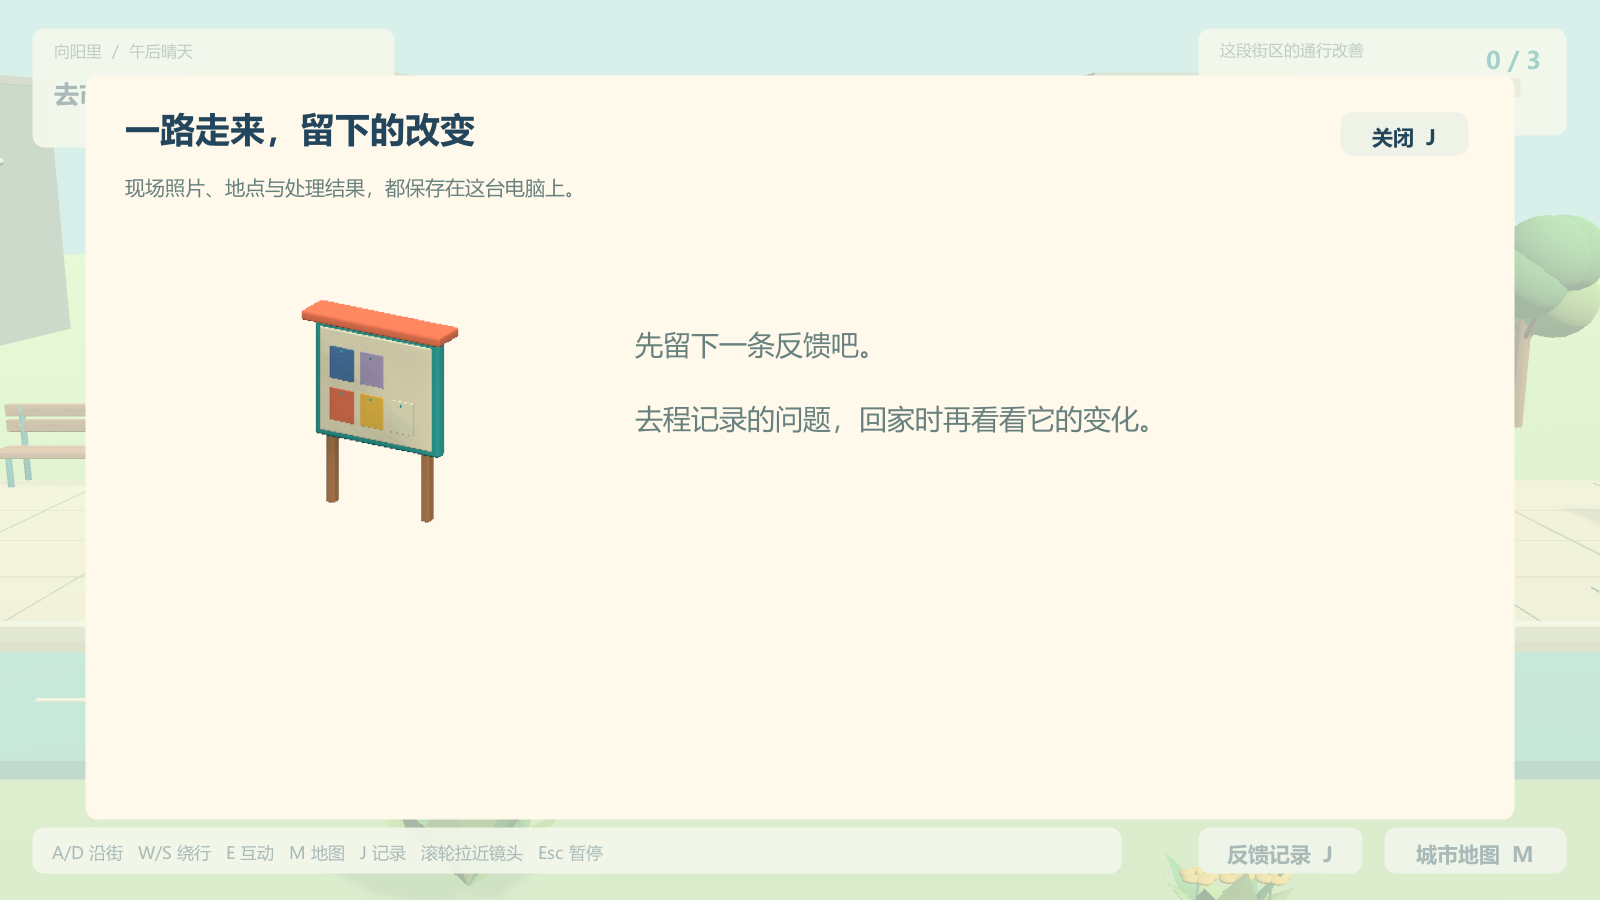 向阳里 / 午后晴天
这段街区的通行改善
0 / 3
去
一路走来，留下的改变
关闭 J
现场照片、地点与处理结果，都保存在这台电脑上。
先留下一条反馈吧。
去程记录的问题，回家时再看看它的变化。
A/D 沿街 W/S 绕行 E 互动 M 地图 J 记录 滚轮拉近镜头 Esc 暂停
反馈记录 J
城市地图 M